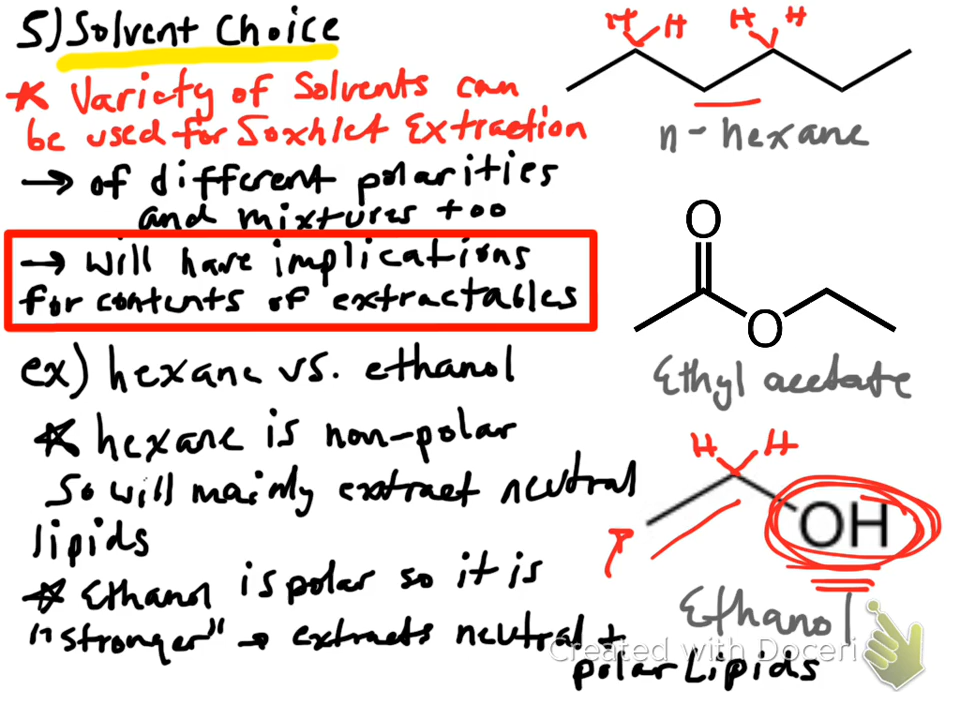 5) Solvent Choice
* Variety of Solvents can
be used for Soxhlet Extraction
→ of different polarities
and mixtures too
→ will have implications
for contents of extractables
ex) hexane vs. ethanol
* hexane is non-polar
So will mainly extract neutral
lipids
* Ethanol is polar so it is
"stronger" → extracts neutral +
polar Lipids
H H H H
n-hexane
O
O
Ethyl acetate
H H
OH
Ethanol
Created with Doceri